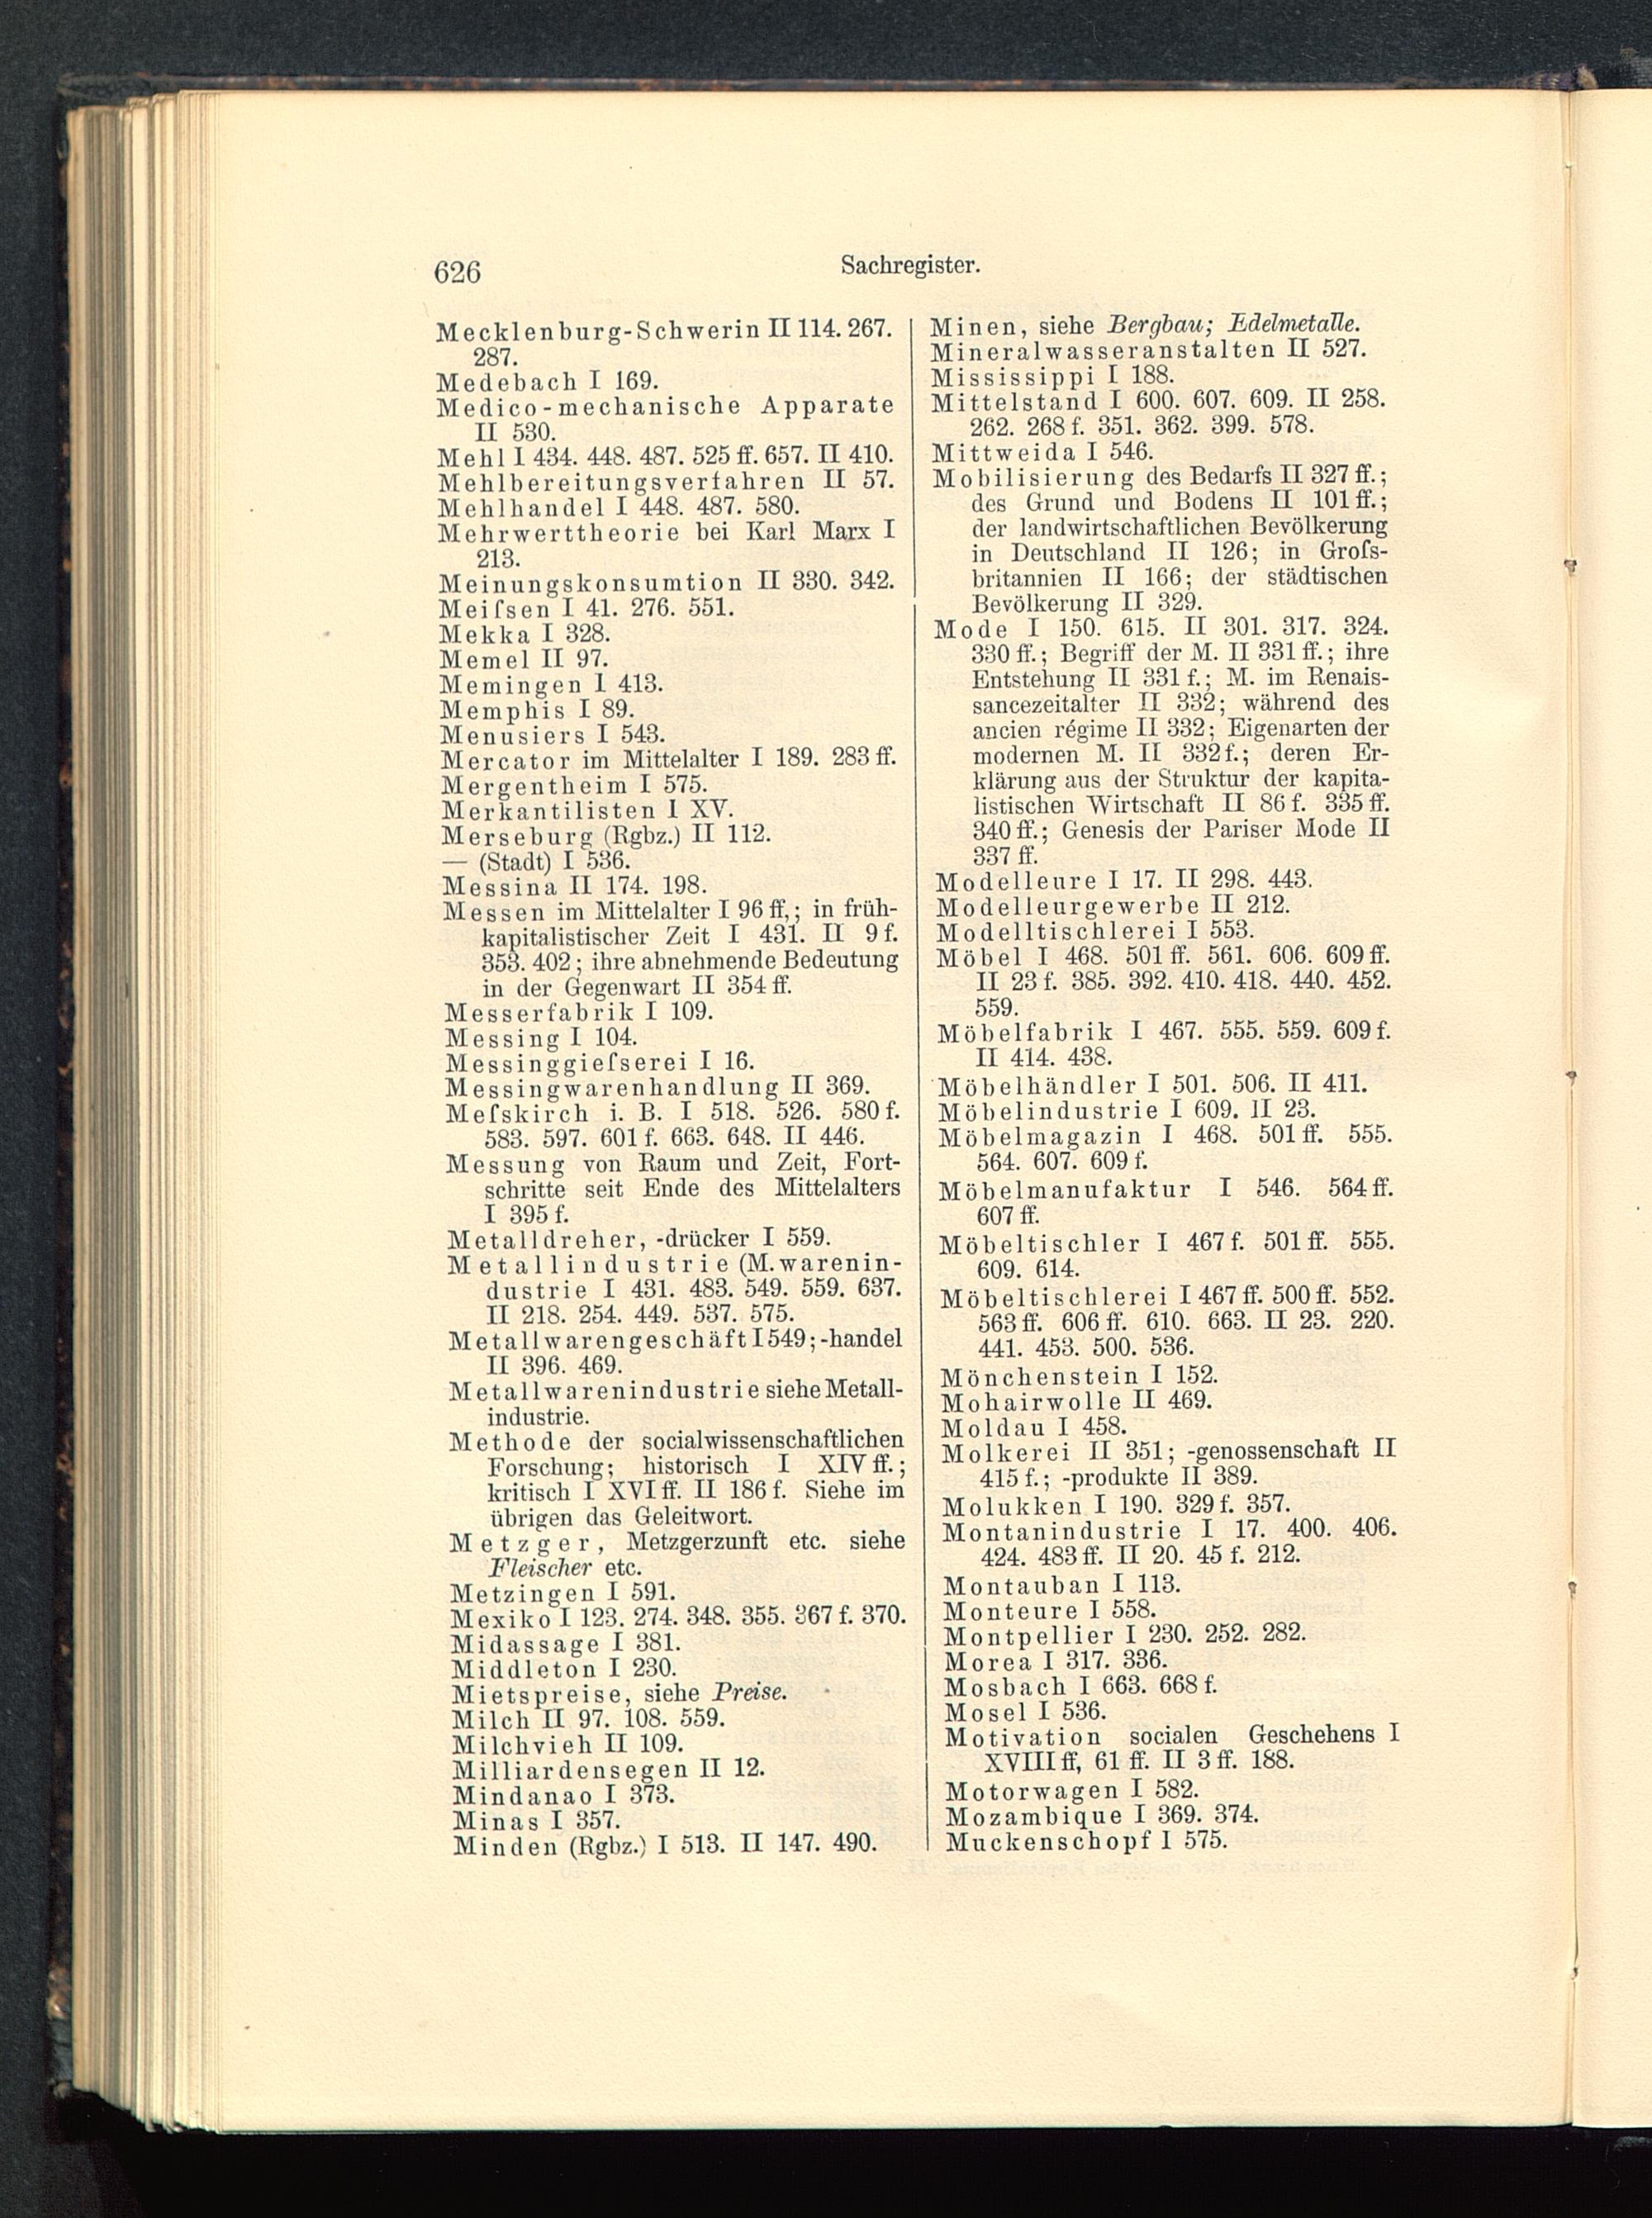 626
Sachregister.
Mecklenburg-Schwerin II 114. 267.
287.
Medebach I 169.
Medico-mechanische Apparate
II 530.
Mehl I 434. 448. 487. 525 ff. 657. II 410.
Mehlbereitungsverfahren II 57.
Mehlhandel I 448. 487. 580.
Mehrwerttheorie bei Karl Marx I
213.
Meinungskonsumtion II 330. 342.
Meiſsen I 41. 276. 551.
Mekka I 328.
Memel II 97.
Memingen I 413.
Memphis I 89.
Menusiers I 543.
Mercator im Mittelalter I 189. 283 ff.
Mergentheim I 575.
Merkantilisten I XV.
Merseburg (Rgbz.) II 112.
— (Stadt) I 536.
Messina II 174. 198.
Messen im Mittelalter I 96 ff,; in früh-
kapitalistischer Zeit I 431. II 9 f.
353. 402; ihre abnehmende Bedeutung
in der Gegenwart II 354 ff.
Messerfabrik I 109.
Messing I 104.
Messinggieſserei I 16.
Messingwarenhandlung II 369.
Meſskirch i. B. I 518. 526. 580 f.
583. 597. 601 f. 663. 648. II 446.
Messung von Raum und Zeit, Fort-
schritte seit Ende des Mittelalters
I 395 f.
Metalldreher, -drücker I 559.
Metallindustrie (M.warenin-
dustrie I 431. 483. 549. 559. 637.
II 218. 254. 449. 537. 575.
Metallwarengeschäft I 549; -handel
II 396. 469.
Metallwarenindustrie siehe Metall-
industrie.
Methode der socialwissenschaftlichen
Forschung; historisch I XIV ff.;
kritisch I XVI ff. II 186 f. Siehe im
übrigen das Geleitwort.
Metzger, Metzgerzunft etc. siehe
Fleischer etc.
Metzingen I 591.
Mexiko I 123. 274. 348. 355. 367 f. 370.
Midassage I 381.
Middleton I 230.
Mietspreise, siehe Preise.
Milch II 97. 108. 559.
Milchvieh II 109.
Milliardensegen II 12.
Mindanao I 373.
Minas I 357.
Minden (Rgbz.) I 513. II 147. 490.
Minen, siehe Bergbau; Edelmetalle.
Mineralwasseranstalten II 527.
Mississippi I 188.
Mittelstand I 600. 607. 609. II 258.
262. 268 f. 351. 362. 399. 578.
Mittweida I 546.
Mobilisierung des Bedarfs II 327 ff.;
des Grund und Bodens II 101 ff.;
der landwirtschaftlichen Bevölkerung
in Deutschland II 126; in Groſs-
britannien II 166; der städtischen
Bevölkerung II 329.
Mode I 150. 615. II 301. 317. 324.
330 ff.; Begriff der M. II 331 ff.; ihre
Entstehung II 331 f.; M. im Renais-
sancezeitalter II 332; während des
ancien régime II 332; Eigenarten der
modernen M. II 332 f.; deren Er-
klärung aus der Struktur der kapita-
listischen Wirtschaft II 86 f. 335 ff.
340 ff.; Genesis der Pariser Mode II
337 ff.
Modelleure I 17. II 298. 443.
Modelleurgewerbe II 212.
Modelltischlerei I 553.
Möbel I 468. 501 ff. 561. 606. 609 ff.
II 23 f. 385. 392. 410. 418. 440. 452.
559.
Möbelfabrik I 467. 555. 559. 609 f.
II 414. 438.
Möbelhändler I 501. 506. II 411.
Möbelindustrie I 609. II 23.
Möbelmagazin I 468. 501 ff. 555.
564. 607. 609 f.
Möbelmanufaktur I 546. 564 ff.
607 ff.
Möbeltischler I 467 f. 501 ff. 555.
609. 614.
Möbeltischlerei I 467 ff. 500 ff. 552.
563 ff. 606 ff. 610. 663. II 23. 220.
441. 453. 500. 536.
Mönchenstein I 152.
Mohairwolle II 469.
Moldau I 458.
Molkerei II 351; -genossenschaft II
415 f.; -produkte II 389.
Molukken I 190. 329 f. 357.
Montanindustrie I 17. 400. 406.
424. 483 ff. II 20. 45 f. 212.
Montauban I 113.
Monteure I 558.
Montpellier I 230. 252. 282.
Morea I 317. 336.
Mosbach I 663. 668 f.
Mosel I 536.
Motivation socialen Geschehens I
XVIII ff, 61 ff. II 3 ff. 188.
Motorwagen I 582.
Mozambique I 369. 374.
Muckenschopf I 575.